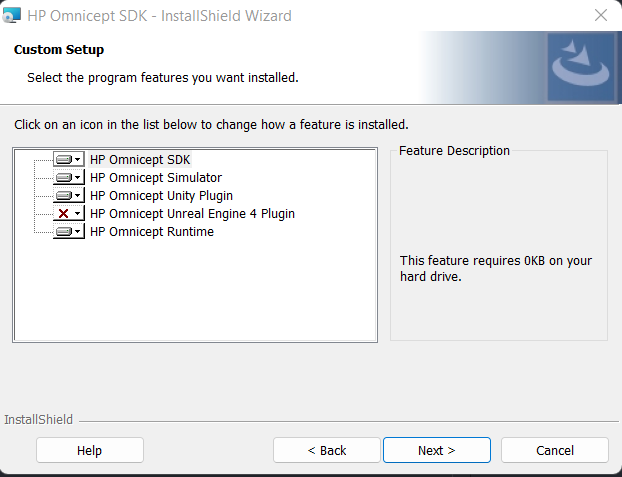 HP Omnicept SDK - InstallShield Wizard
Custom Setup
Select the program features you want installed.
Click on an icon in the list below to change how a feature is installed.
HP Omnicept SDK
HP Omnicept Simulator
HP Omnicept Unity Plugin
HP Omnicept Unreal Engine 4 Plugin
HP Omnicept Runtime
Feature Description
This feature requires 0KB on your
hard drive.
InstallShield
Help
< Back
Next >
Cancel